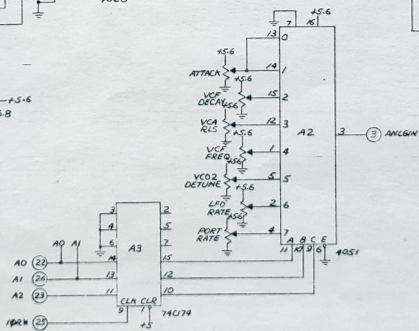 +5.6
7 16
13 0
+5.6
ATTACK 14 1
+5.6
VCF DECAY 15 2
+5.6
VCA RLS 12 3
+5.6
VCF FREQ 1 4
+5.6
VCO2 DETUNE 5 5
+5.6
LFO RATE 2 6
+5.6
PORT RATE 4 7
A2
3 3 ANLGIN
A B C E
11 10 9 6 8
4051
+5.6
6.8
3 2
4 5
6 7
A3
A0 A1
A0 22 14 15
A1 26 13 12
A2 23 11 10
CLK CLR
9 1
74C174
25
+5